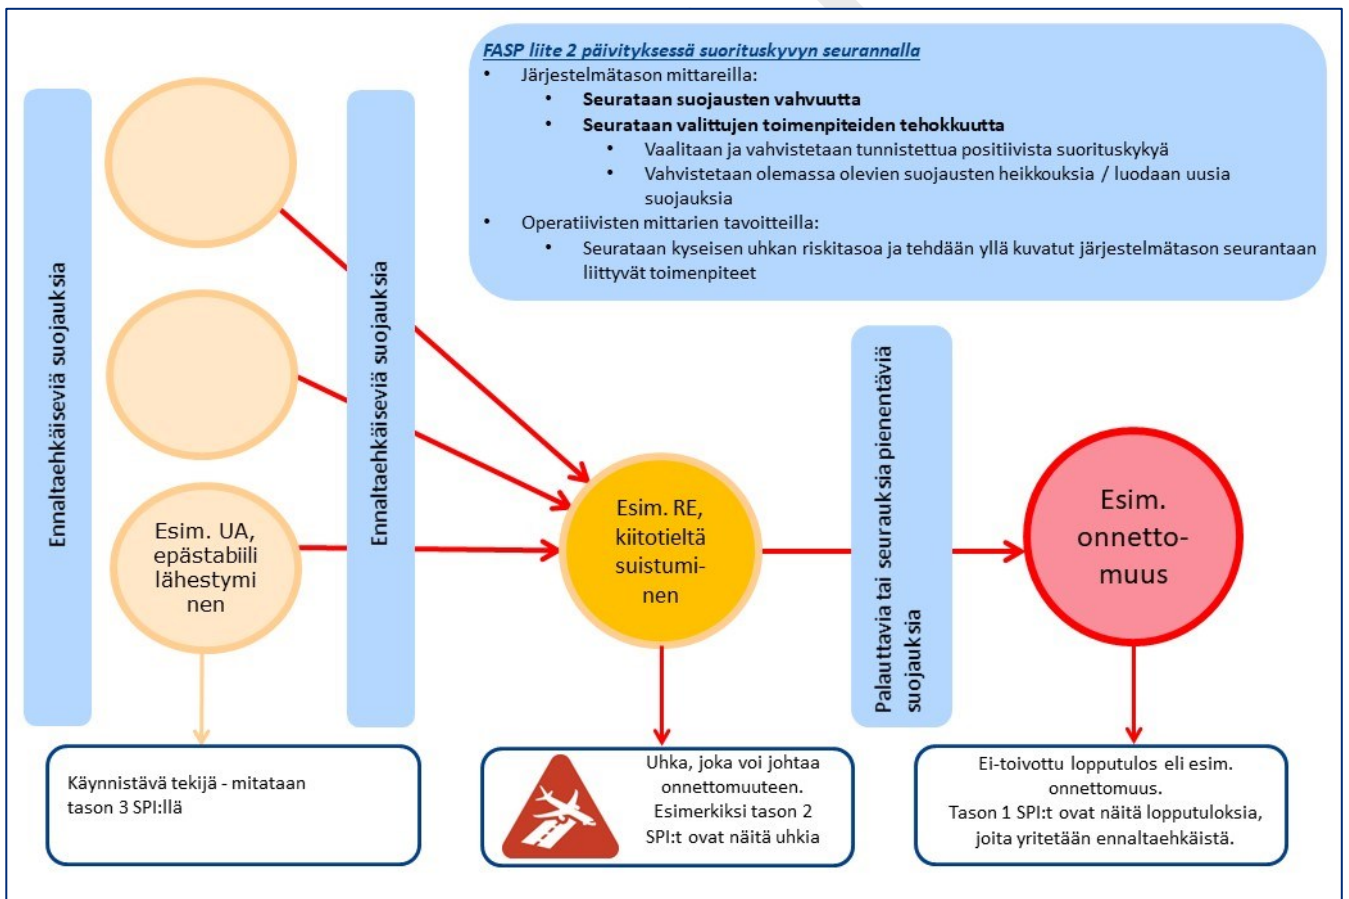 FASP liite 2 päivityksessä suorituskyvyn seurannalla
• Järjestelmätason mittareilla:
• Seurataan suojausten vahvuutta
• Seurataan valittujen toimenpiteiden tehokkuutta
• Vaalitaan ja vahvistetaan tunnistettua positiivista suorituskykyä
• Vahvistetaan olemassa olevien suojausten heikkouksia / luodaan uusia
suojauksia
• Operatiivisten mittarien tavoitteilla:
• Seurataan kyseisen uhkan riskitasoa ja tehdään yllä kuvatut järjestelmätason seurantaan
liittyvät toimenpiteet
Ennaltaehkäiseviä suojauksia
Ennaltaehkäiseviä suojauksia
Palauttavia tai seurauksia pienentäviä
suojauksia
Esim. UA,
epästabiili
lähestymi
nen
Esim. RE,
kiitotieltä
suistumi-
nen
Esim.
onnetto-
muus
Käynnistävä tekijä - mitataan
tason 3 SPI:llä
Uhka, joka voi johtaa
onnettomuuteen.
Esimerkiksi tason 2
SPI:t ovat näitä uhkia
Ei-toivottu lopputulos eli esim.
onnettomuus.
Tason 1 SPI:t ovat näitä lopputuloksia,
joita yritetään ennaltaehkäistä.